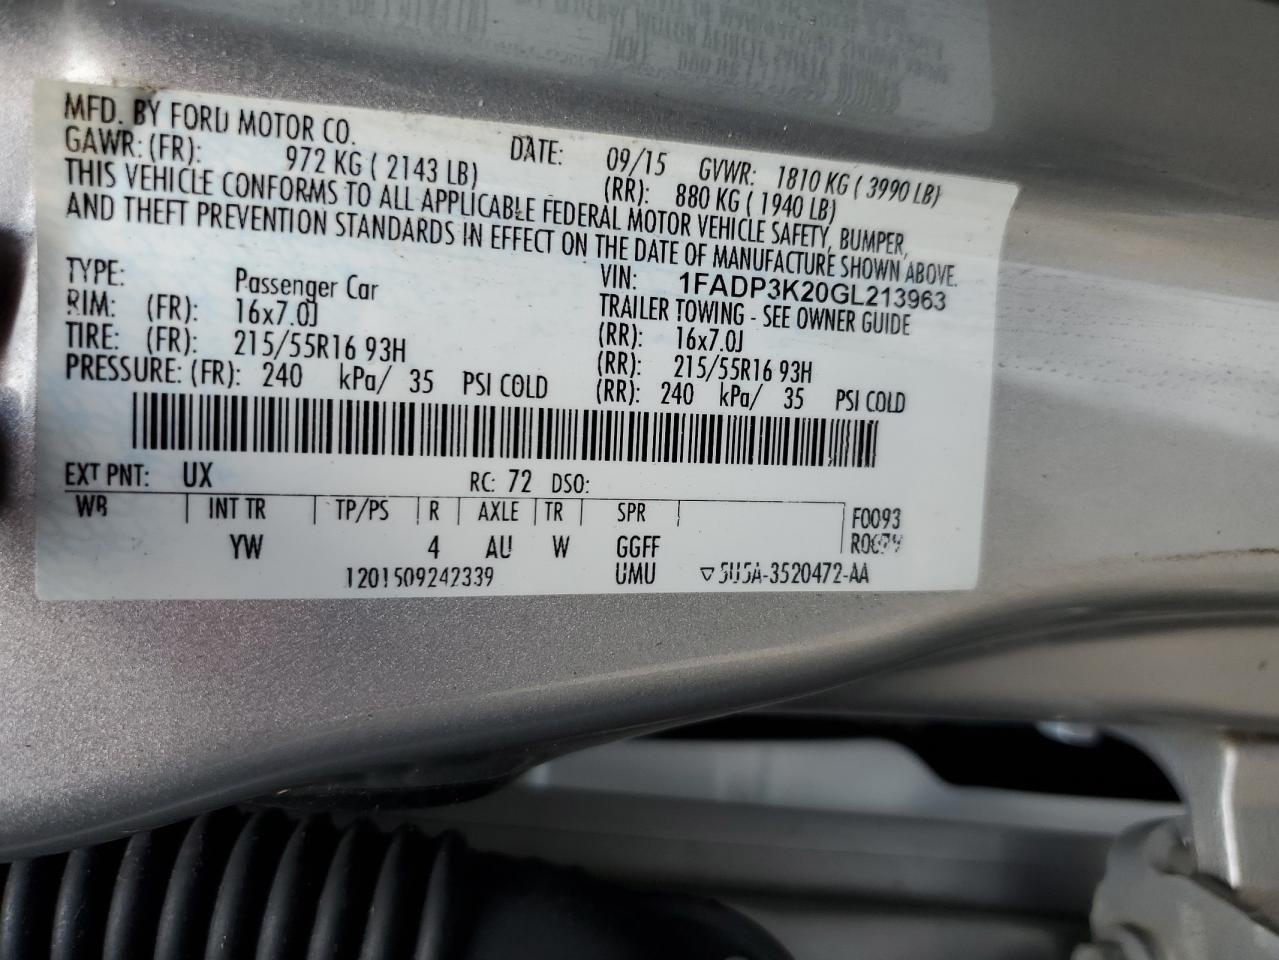 MFD. BY FORD MOTOR CO.
DATE: 09/15 GVWR: 1810 KG ( 3990 LB)
GAWR: (FR): 972 KG ( 2143 LB) (RR): 880 KG ( 1940 LB)
THIS VEHICLE CONFORMS TO ALL APPLICABLE FEDERAL MOTOR VEHICLE SAFETY, BUMPER,
AND THEFT PREVENTION STANDARDS IN EFFECT ON THE DATE OF MANUFACTURE SHOWN ABOVE.
VIN: 1FADP3K20GL213963
TYPE: Passenger Car TRAILER TOWING - SEE OWNER GUIDE
RIM: (FR): 16x7.0J (RR): 16x7.0J
TIRE: (FR): 215/55R16 93H (RR): 215/55R16 93H
PRESSURE: (FR): 240 kPa/ 35 PSI COLD (RR): 240 kPa/ 35 PSI COLD
EXT PNT: UX RC: 72 DSO:
WB INT TR TP/PS R AXLE TR SPR F0093
YW 4 AU W GGFF
1201509242339 UMU ▽5U5A-3520472-AA